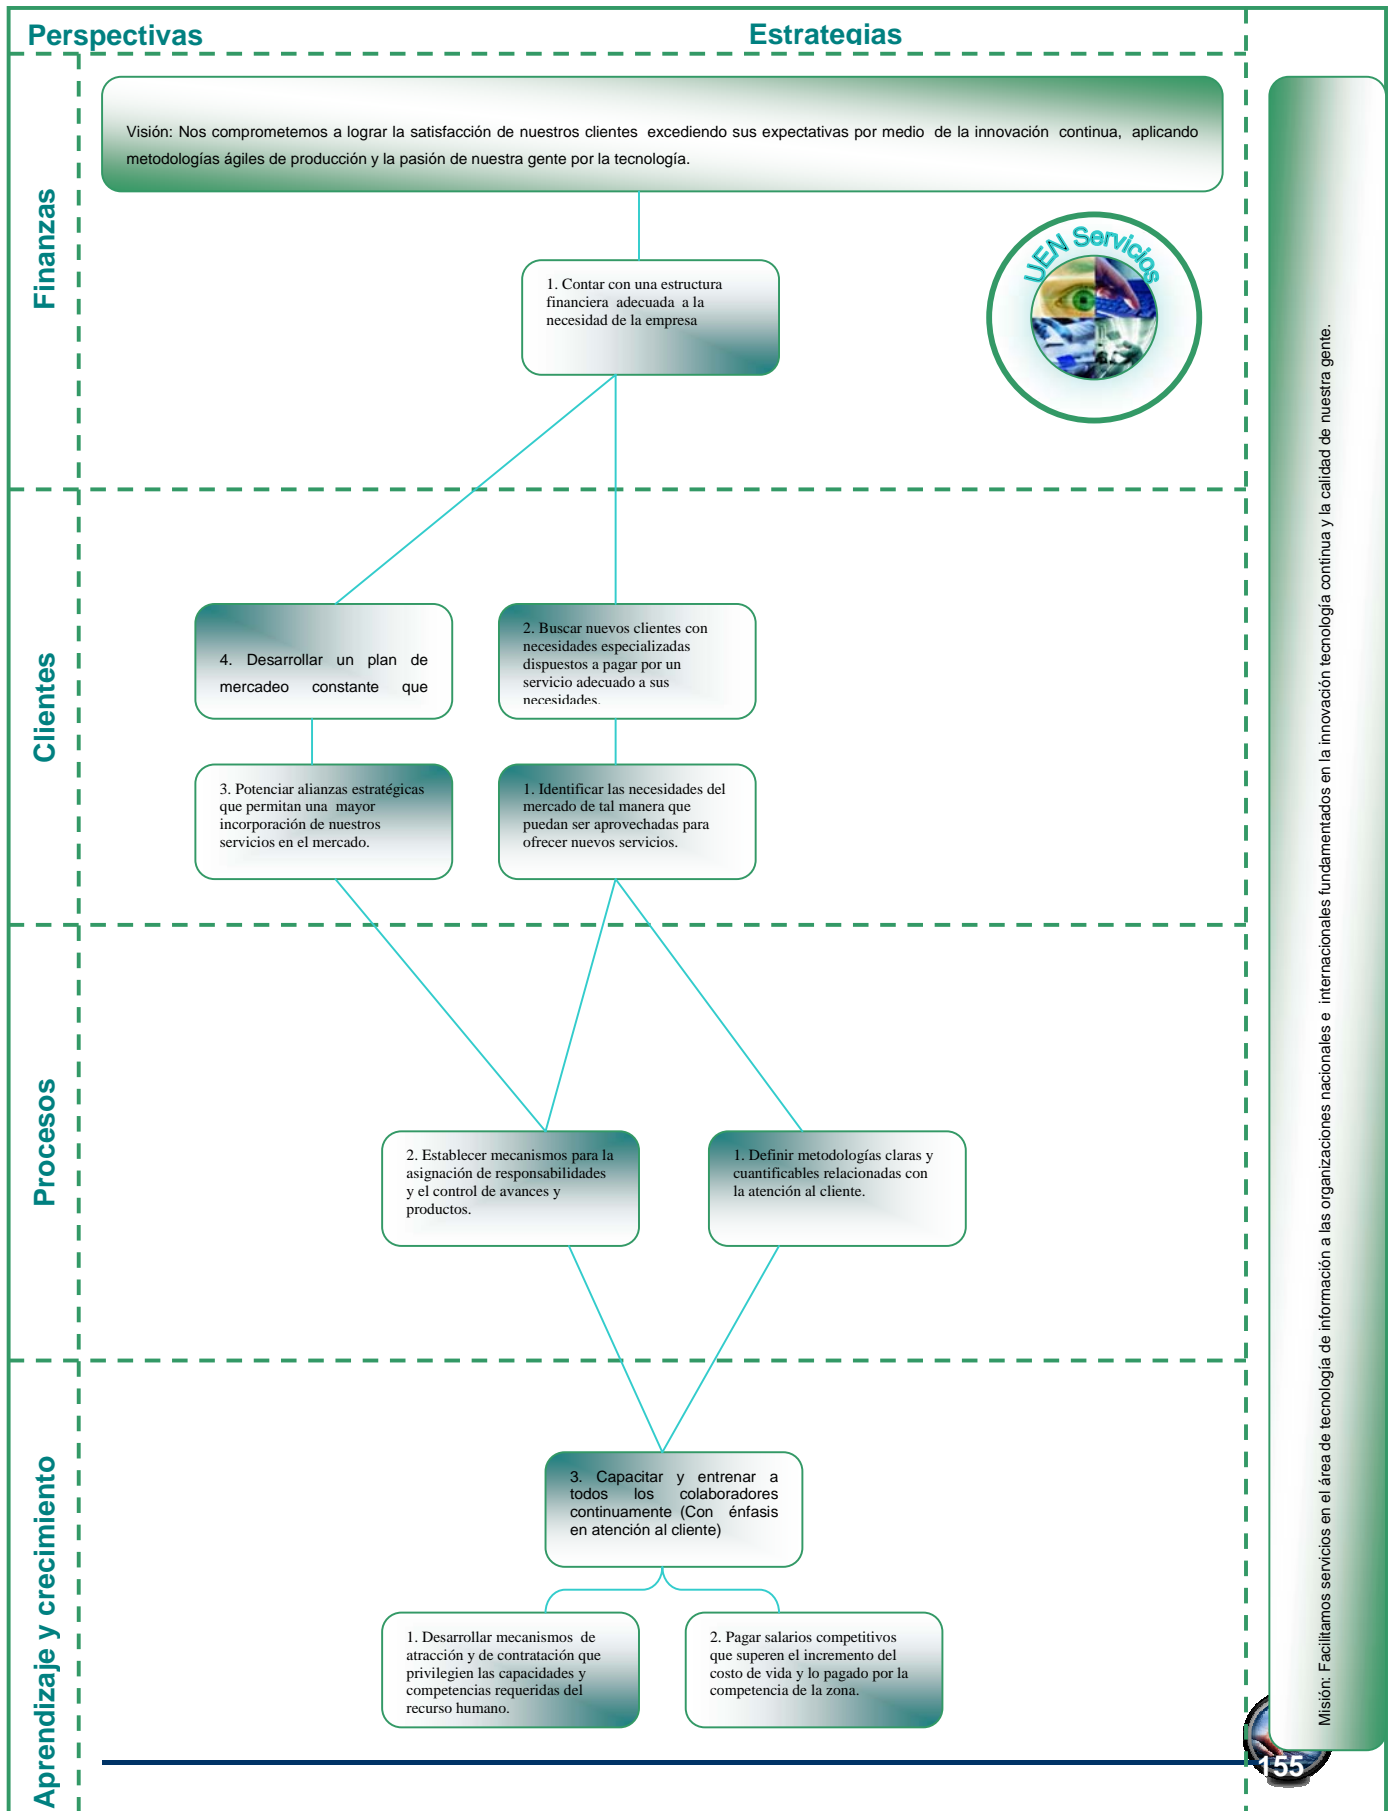 Perspectivas
Estrategias
Finanzas
Visión: Nos comprometemos a lograr la satisfacción de nuestros clientes excediendo sus expectativas por medio de la innovación continua, aplicando
metodologías ágiles de producción y la pasión de nuestra gente por la tecnología.
UEN Servicios
1. Contar con una estructura
financiera adecuada a la
necesidad de la empresa
Clientes
4. Desarrollar un plan de
mercadeo constante que
2. Buscar nuevos clientes con
necesidades especializadas
dispuestos a pagar por un
servicio adecuado a sus
necesidades.
3. Potenciar alianzas estratégicas
que permitan una mayor
incorporación de nuestros
servicios en el mercado.
1. Identificar las necesidades del
mercado de tal manera que
puedan ser aprovechadas para
ofrecer nuevos servicios.
Procesos
2. Establecer mecanismos para la
asignación de responsabilidades
y el control de avances y
productos.
1. Definir metodologías claras y
cuantificables relacionadas con
la atención al cliente.
Aprendizaje y crecimiento
3. Capacitar y entrenar a
todos los colaboradores
continuamente (Con énfasis
en atención al cliente)
1. Desarrollar mecanismos de
atracción y de contratación que
privilegien las capacidades y
competencias requeridas del
recurso humano.
2. Pagar salarios competitivos
que superen el incremento del
costo de vida y lo pagado por la
competencia de la zona.
Misión: Facilitamos servicios en el área de tecnología de información a las organizaciones nacionales e internacionales fundamentados en la innovación tecnología continua y la calidad de nuestra gente.
155